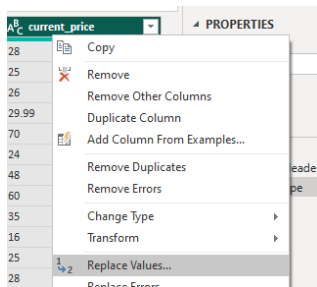 ABC current_price
PROPERTIES
28
Copy
25
Remove
26
Remove Other Columns
29.99
Duplicate Column
70
Add Column From Examples...
24
Remove Duplicates
48
Remove Errors
60
35
Change Type
16
Transform
25
Replace Values...
28
Replace Errors